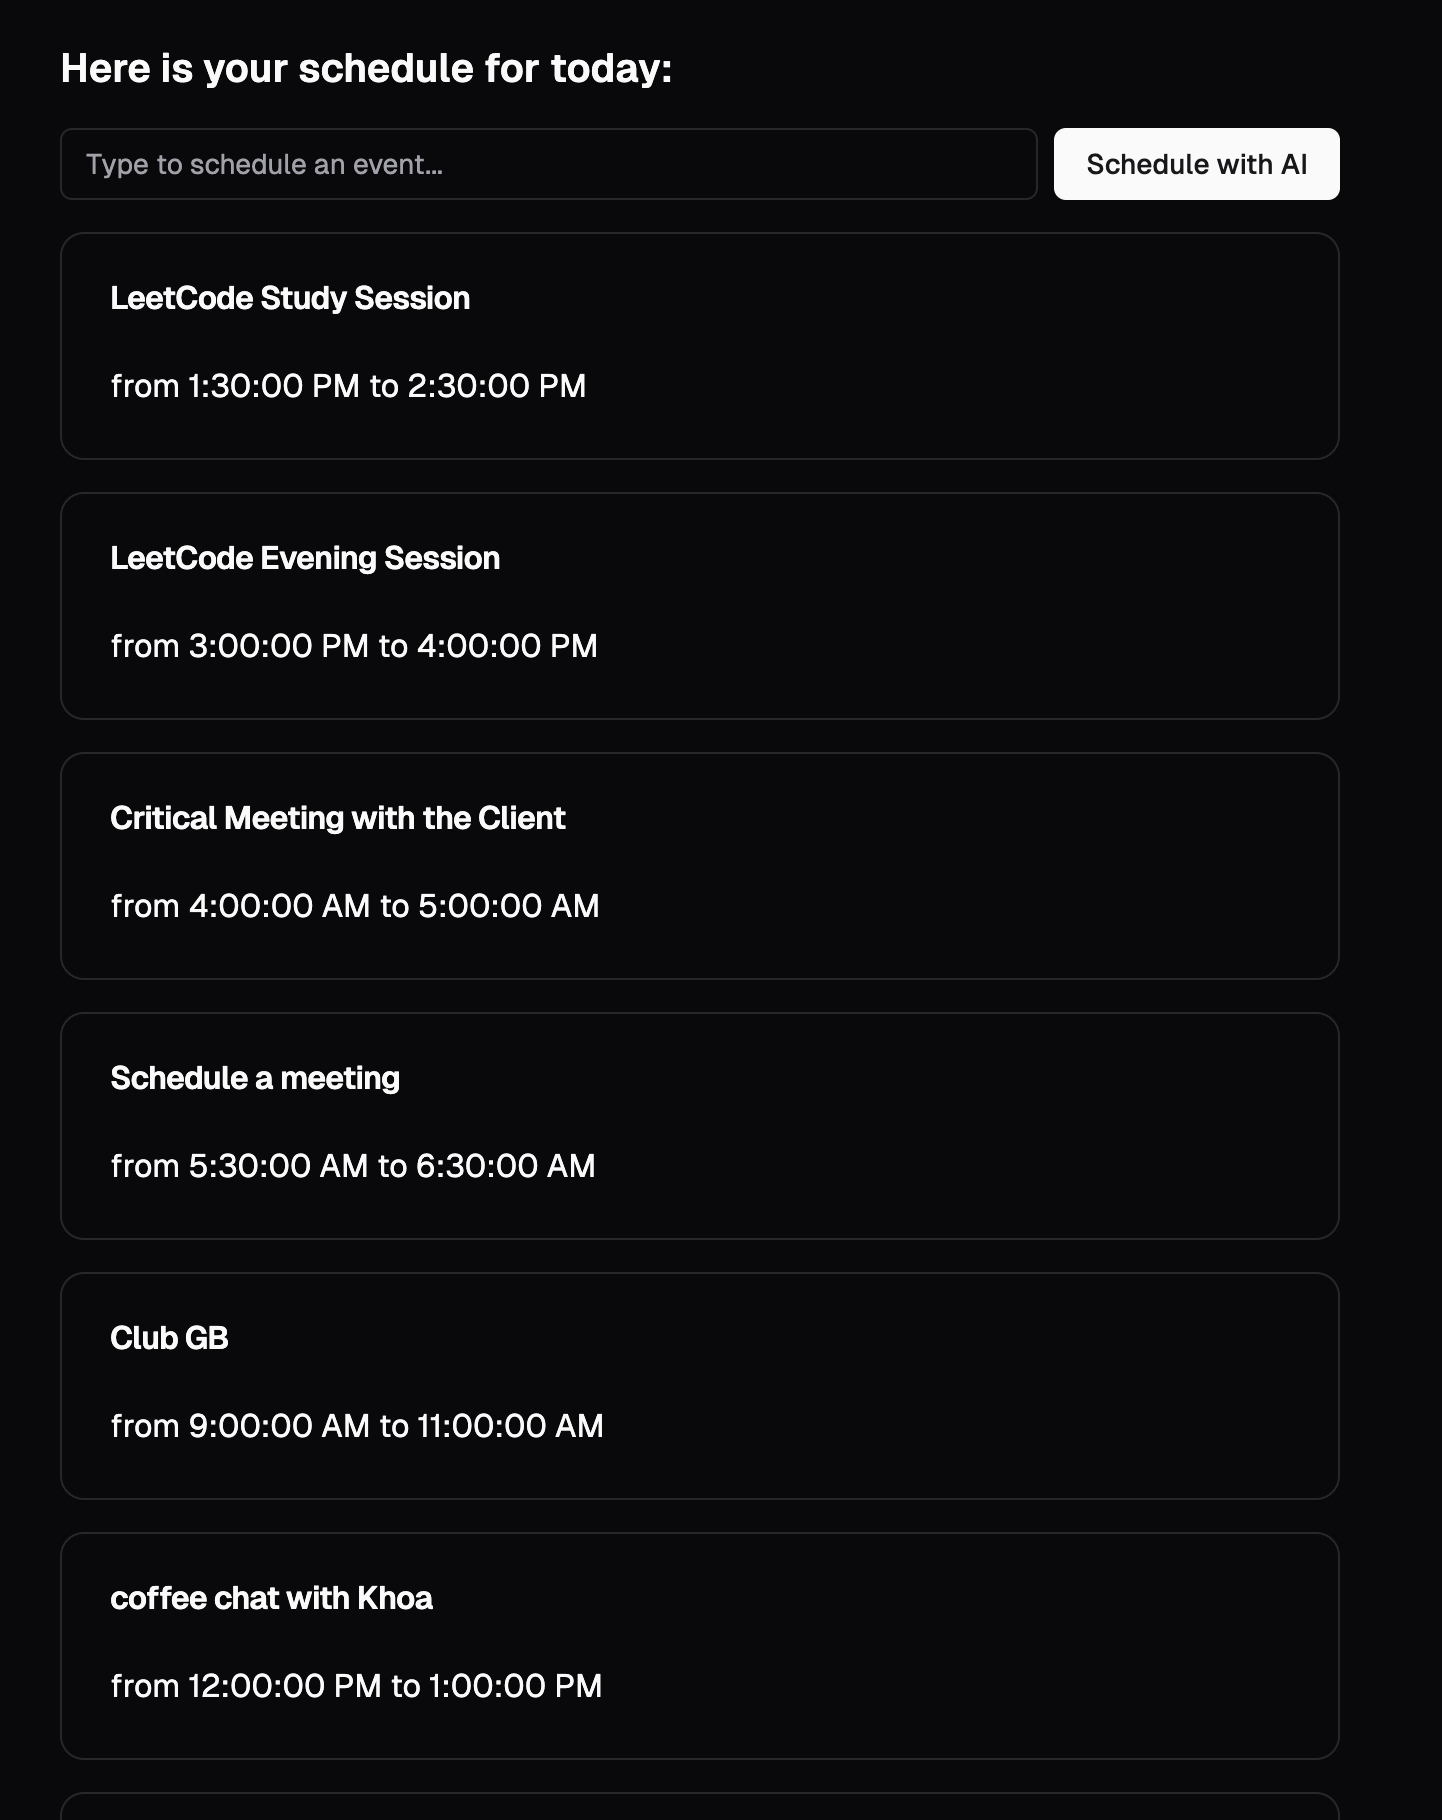 Here is your schedule for today:
Type to schedule an event...
Schedule with AI
LeetCode Study Session
from 1:30:00 PM to 2:30:00 PM
LeetCode Evening Session
from 3:00:00 PM to 4:00:00 PM
Critical Meeting with the Client
from 4:00:00 AM to 5:00:00 AM
Schedule a meeting
from 5:30:00 AM to 6:30:00 AM
Club GB
from 9:00:00 AM to 11:00:00 AM
coffee chat with Khoa
from 12:00:00 PM to 1:00:00 PM